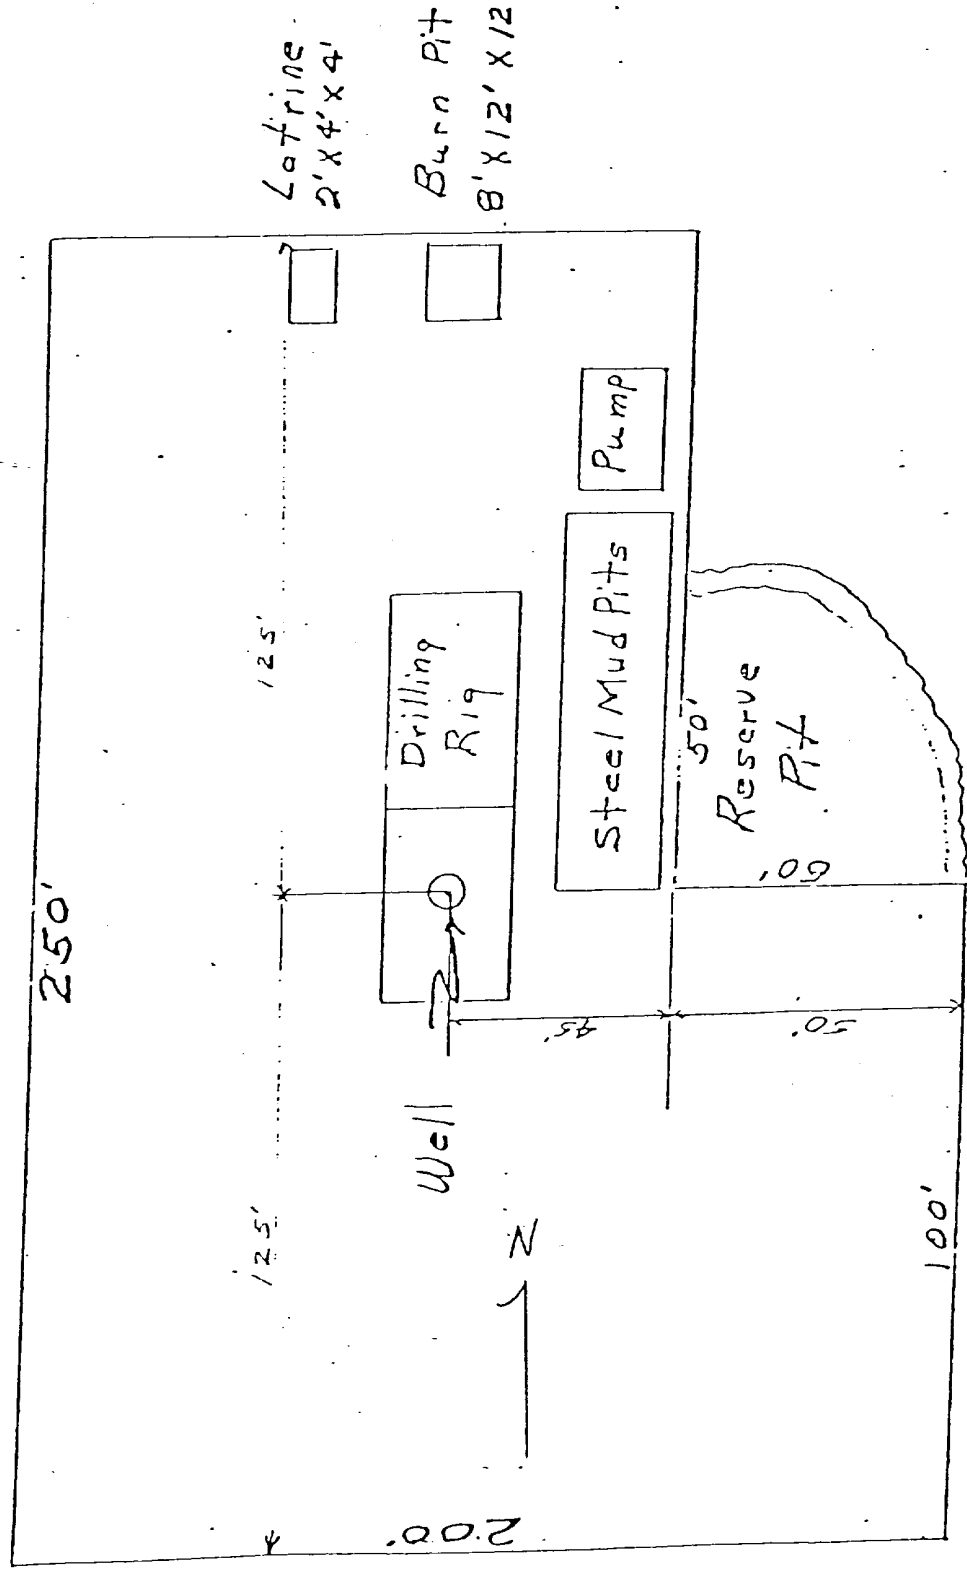 250'
Latrine
2'x4'x4'
125'
125'
Burn Pit
8'X12'X12
Drilling
Rig
Well
N
Pump
Steel Mud Pits
200'
45'
50'
Reserve
Pit
60'
50'
100'